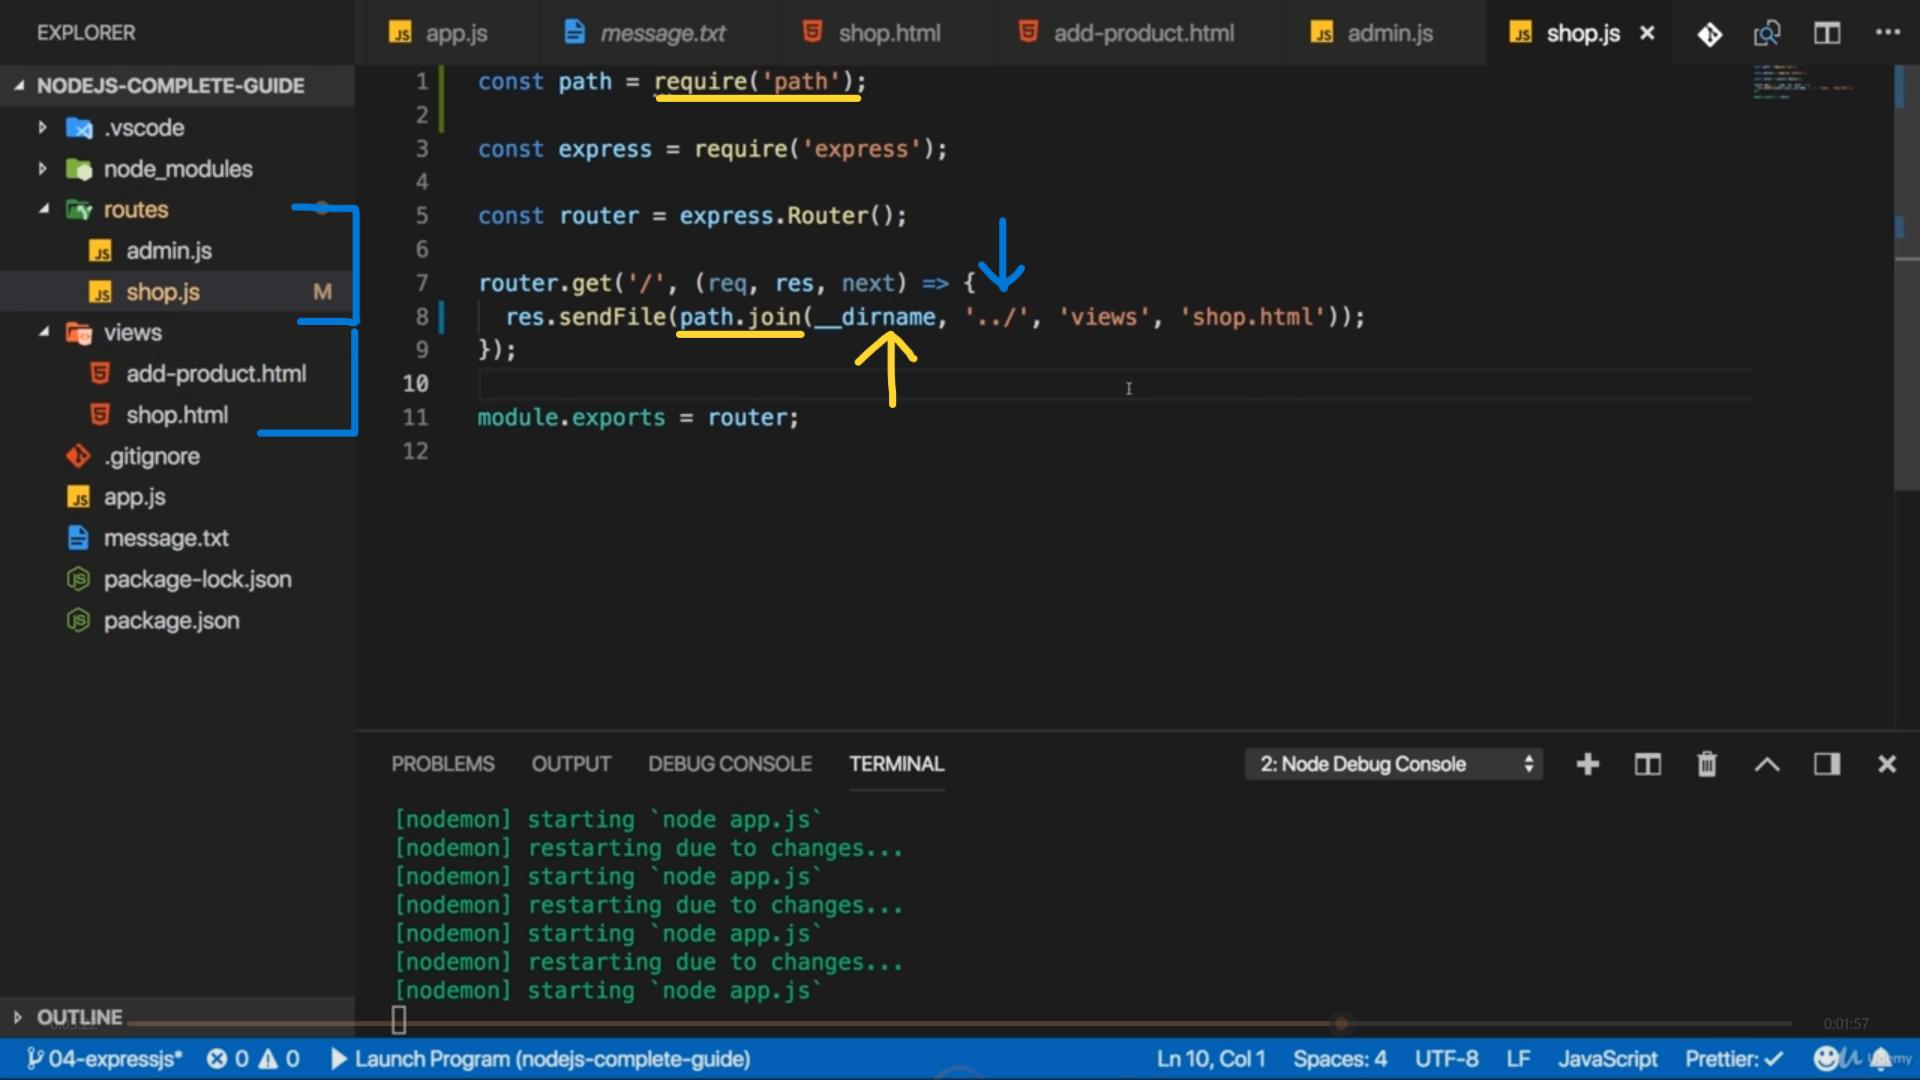 EXPLORER
app.js
message.txt
shop.html
add-product.html
admin.js
shop.js
NODEJS-COMPLETE-GUIDE
.vscode
node_modules
routes
admin.js
shop.js M
views
add-product.html
shop.html
.gitignore
app.js
message.txt
package-lock.json
package.json
OUTLINE
1 const path = require('path');
2
3 const express = require('express');
4
5 const router = express.Router();
6
7 router.get('/', (req, res, next) => {
8 res.sendFile(path.join(__dirname, '../', 'views', 'shop.html'));
9 });
10
11 module.exports = router;
12
PROBLEMS OUTPUT DEBUG CONSOLE TERMINAL 2: Node Debug Console
[nodemon] starting `node app.js`
[nodemon] restarting due to changes...
[nodemon] starting `node app.js`
[nodemon] restarting due to changes...
[nodemon] starting `node app.js`
[nodemon] restarting due to changes...
[nodemon] starting `node app.js`
0:01:57
04-expressjs* 0 0 Launch Program (nodejs-complete-guide) Ln 10, Col 1 Spaces: 4 UTF-8 LF JavaScript Prettier: ✓